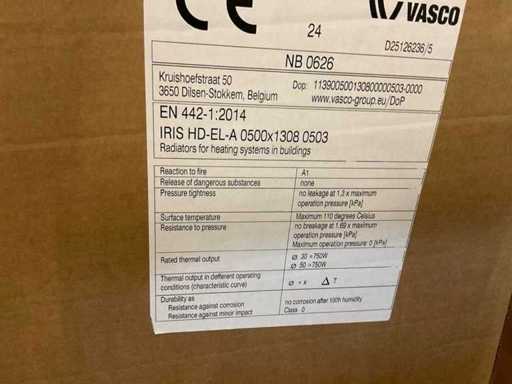 CE
VASCO
24
D25126236/5
NB 0626
Kruishoefstraat 50
3650 Dilsen-Stokkem, Belgium
Dop: 113900500130800000503-0000
www.vasco-group.eu/DoP
EN 442-1:2014
IRIS HD-EL-A 0500x1308 0503
Radiators for heating systems in buildings
Reaction to fire A1
Release of dangerous substances none
Pressure tightness no leakage at 1,3 x maximum
operation pressure [kPa]
Surface temperature Maximum 110 degrees Celsius
Resistance to pressure no breakage at 1,69 x maximum
operation pressure [kPa]
Maximum operation pressure: 0 kPa]
Rated thermal output ø 30 =750W
ø 50 =750W
Thermal output in defferent operating
conditions (characteristic curve) ø = x Δ T
Durability as
Resistance against corrosion no corrosion after 100h humidity
Resistance against minor impact Class 0